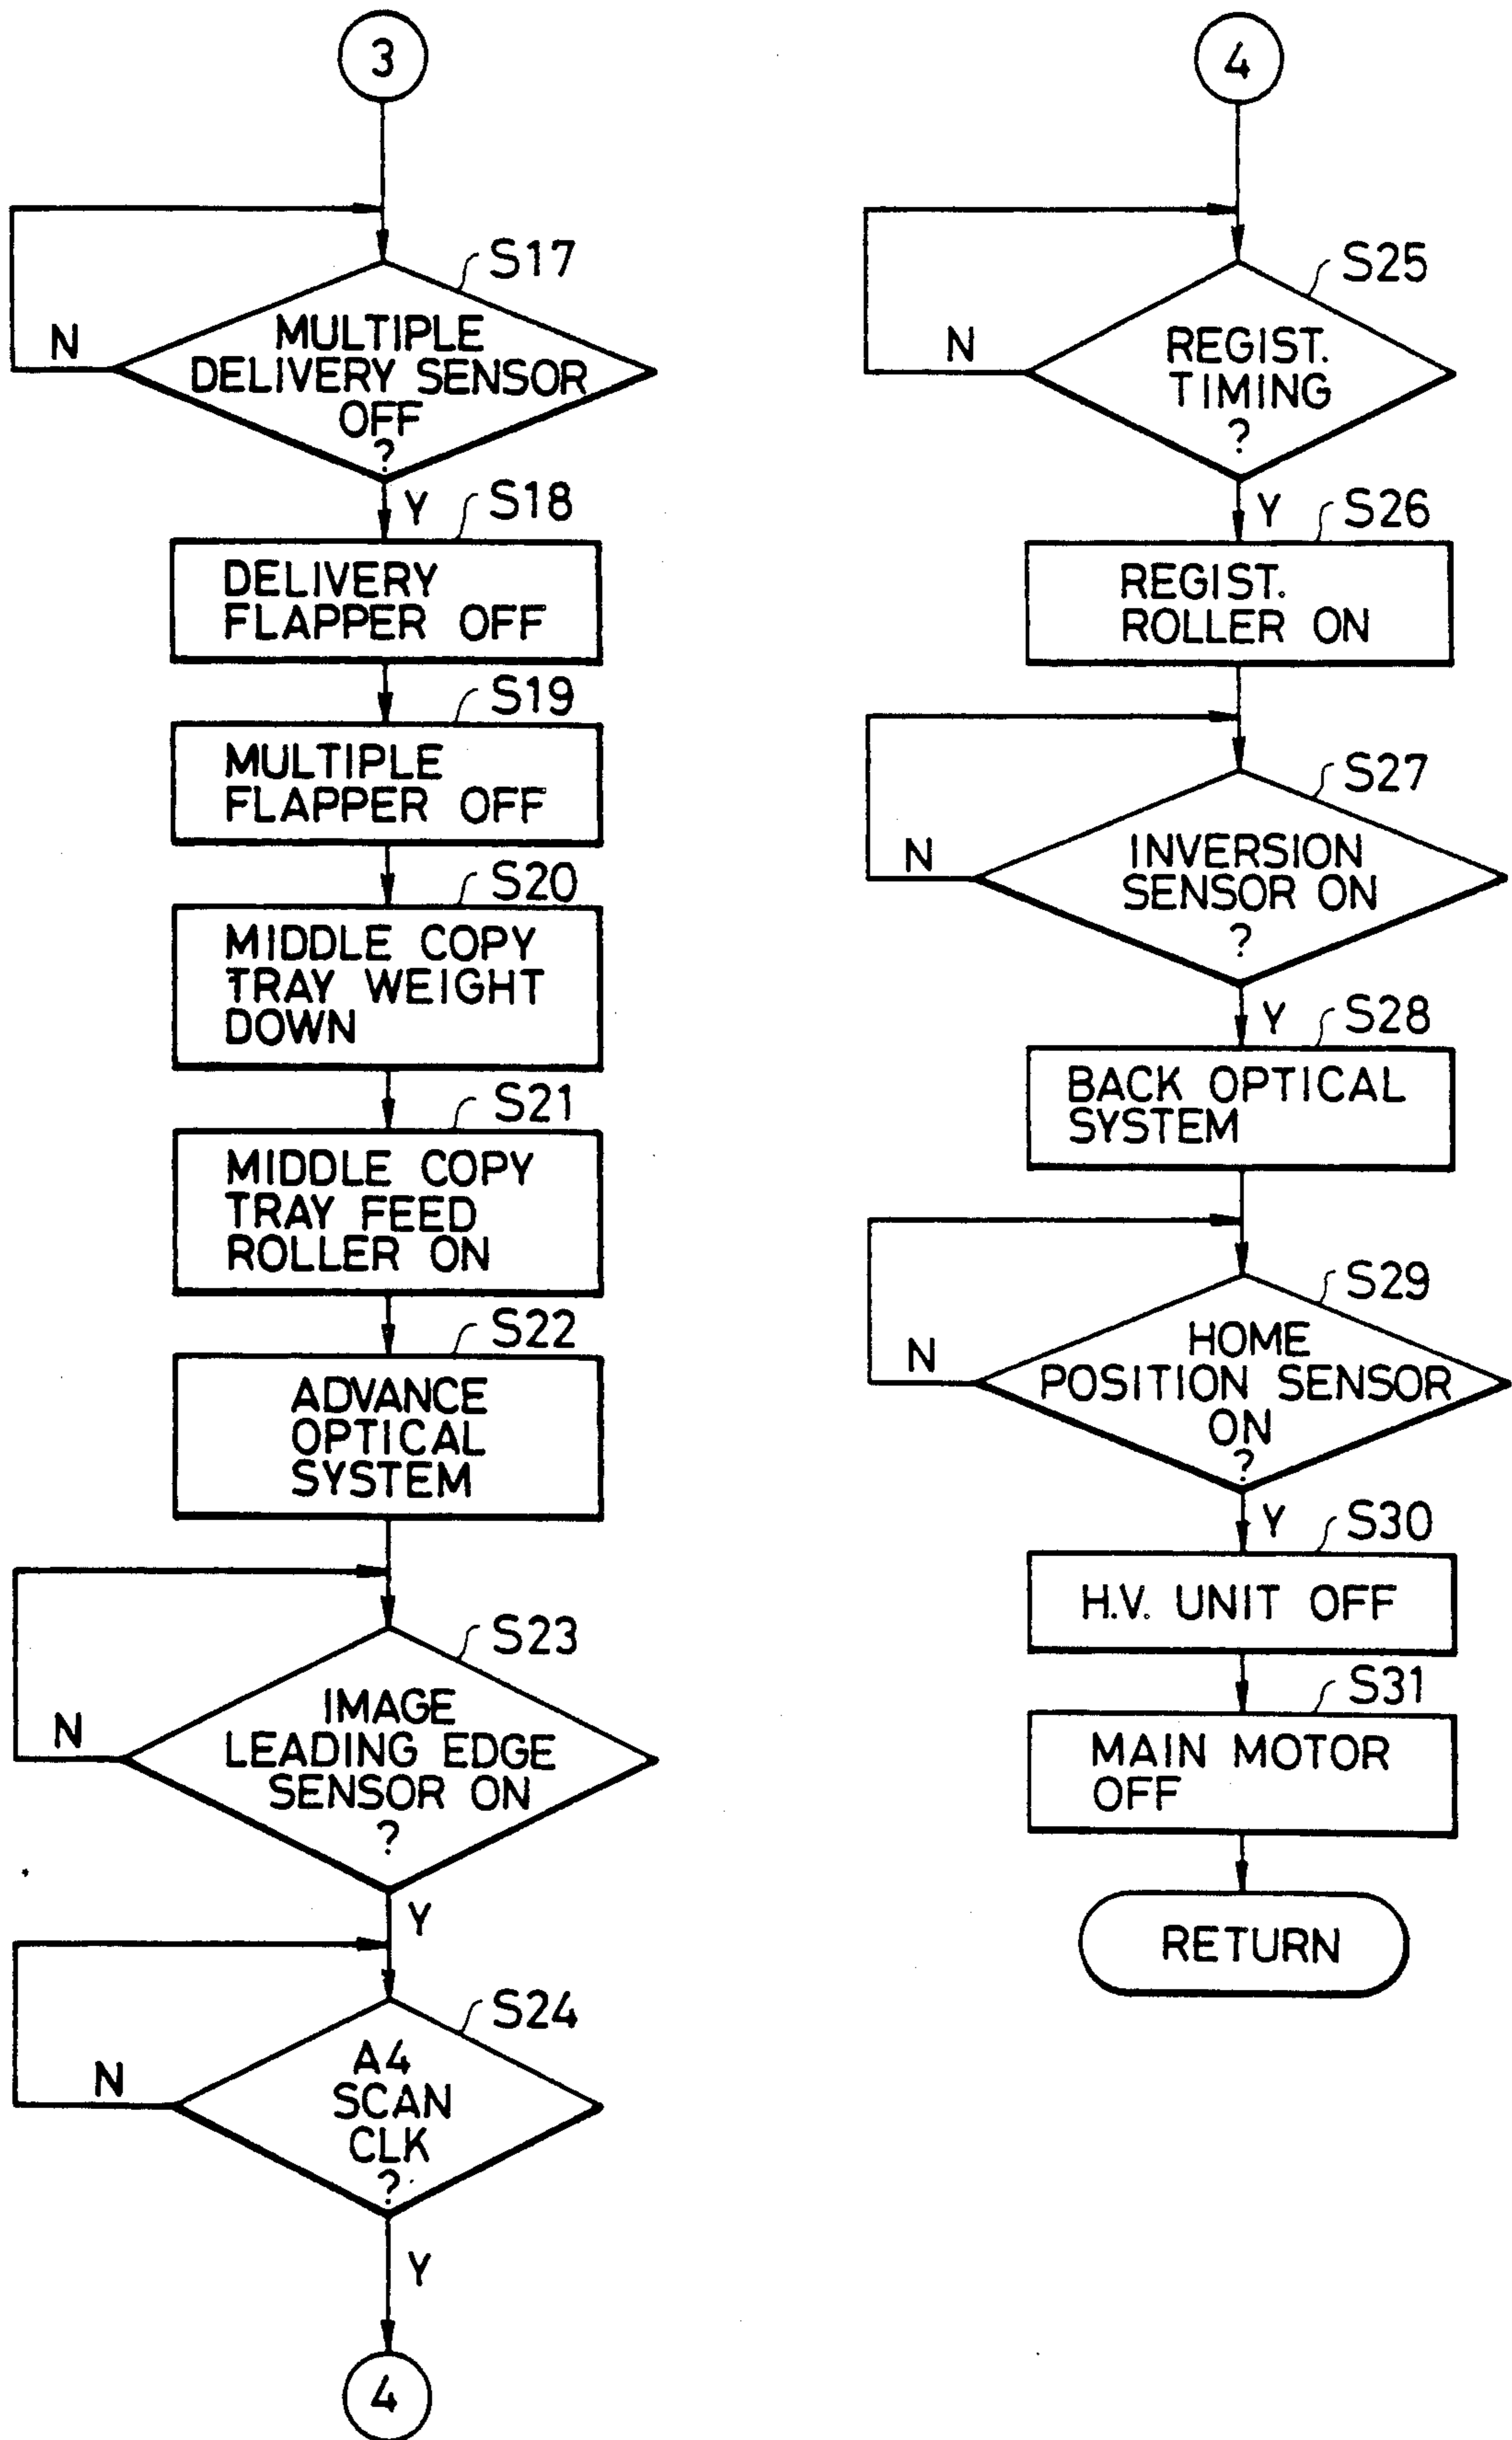 3
S17
MULTIPLE
DELIVERY SENSOR
OFF
?
N
Y
S18
DELIVERY
FLAPPER OFF
S19
MULTIPLE
FLAPPER OFF
S20
MIDDLE COPY
TRAY WEIGHT
DOWN
S21
MIDDLE COPY
TRAY FEED
ROLLER ON
S22
ADVANCE
OPTICAL
SYSTEM
S23
IMAGE
LEADING EDGE
SENSOR ON
?
N
Y
S24
A4
SCAN
CLK
?
N
Y
4
4
S25
REGIST.
TIMING
?
N
Y
S26
REGIST.
ROLLER ON
S27
INVERSION
SENSOR ON
?
N
Y
S28
BACK OPTICAL
SYSTEM
S29
HOME
POSITION SENSOR
ON
?
N
Y
S30
H.V. UNIT OFF
S31
MAIN MOTOR
OFF
RETURN